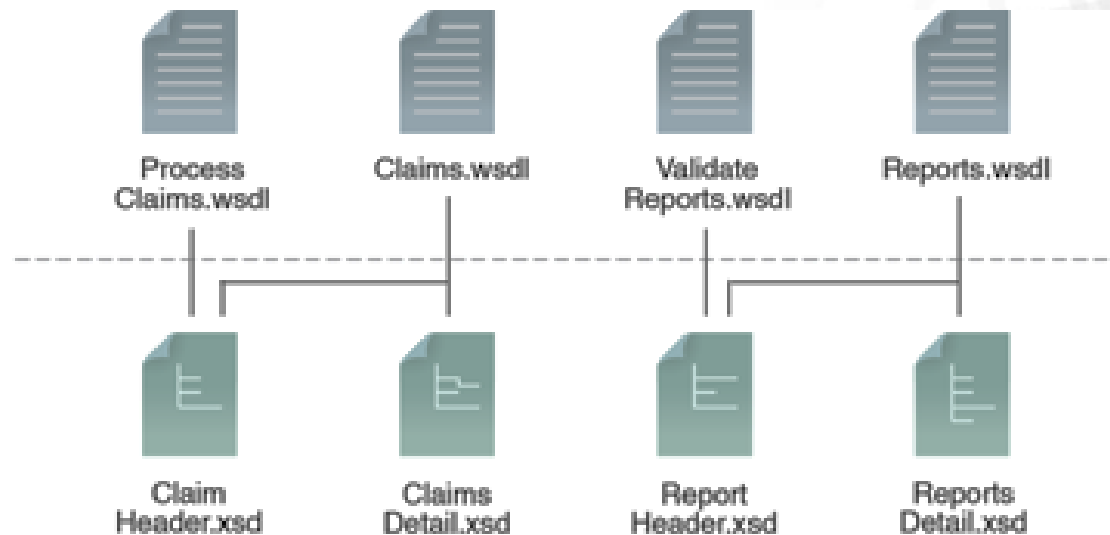 Process
Claims.wsdl
Claims.wsdl
Validate
Reports.wsdl
Reports.wsdl
Claim
Header.xsd
Claims
Detail.xsd
Report
Header.xsd
Reports
Detail.xsd